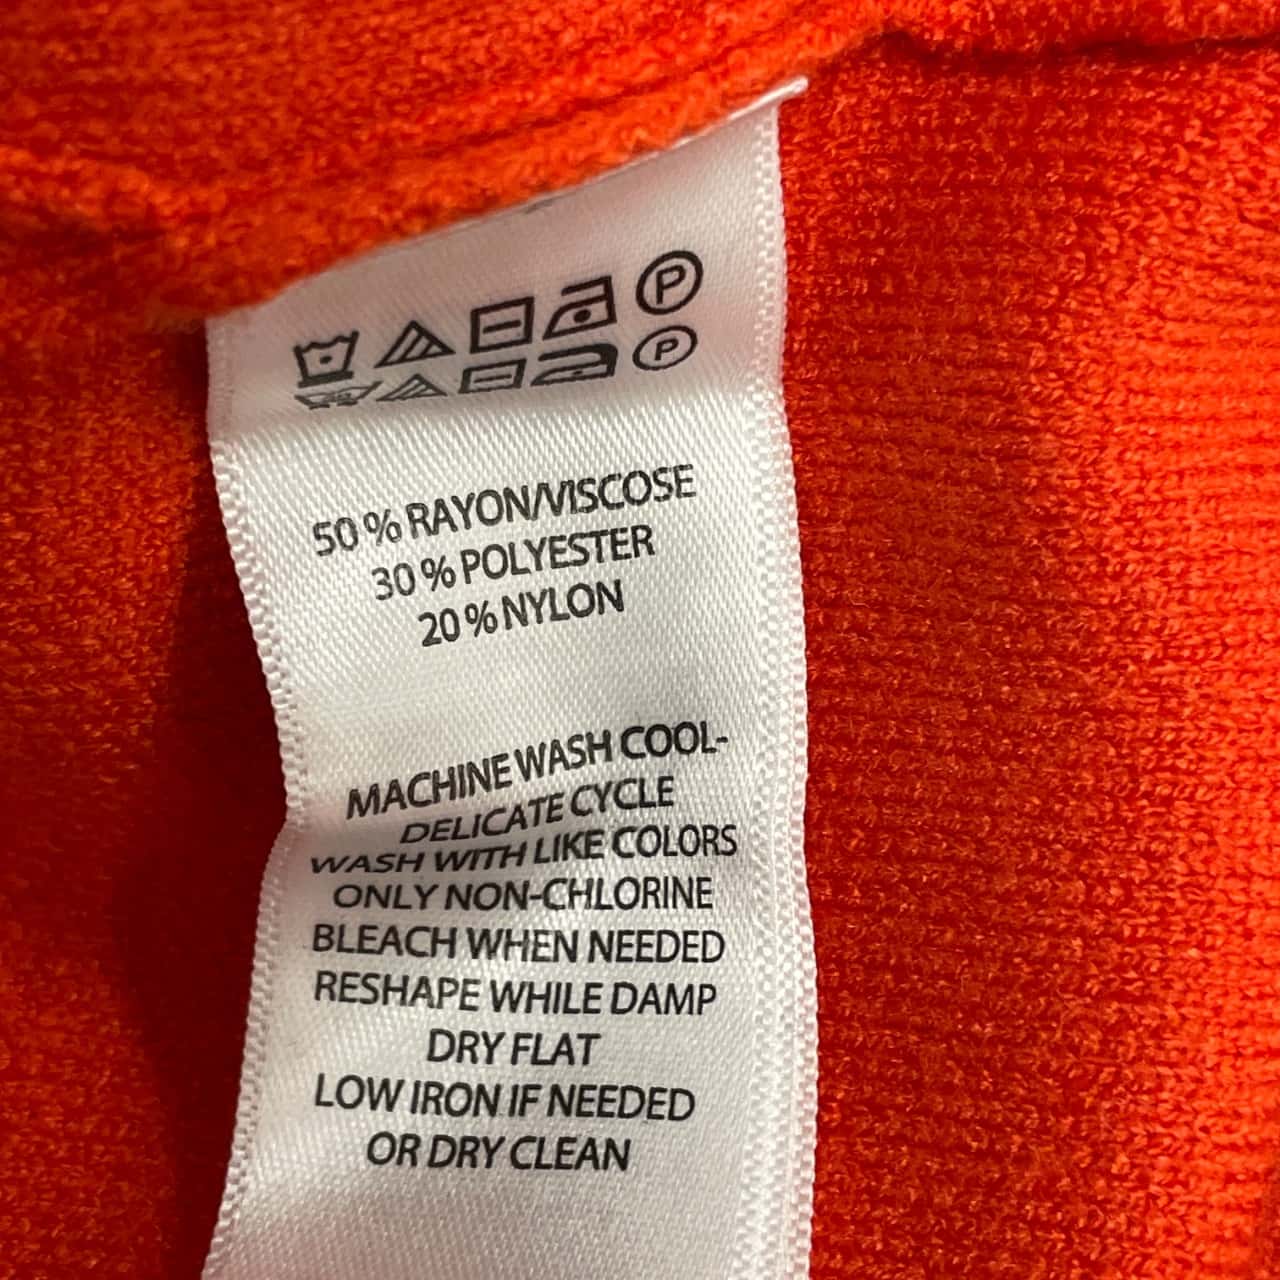 P
P
50 % RAYON/VISCOSE
30 % POLYESTER
20 % NYLON
MACHINE WASH COOL-
DELICATE CYCLE
WASH WITH LIKE COLORS
ONLY NON-CHLORINE
BLEACH WHEN NEEDED
RESHAPE WHILE DAMP
DRY FLAT
LOW IRON IF NEEDED
OR DRY CLEAN